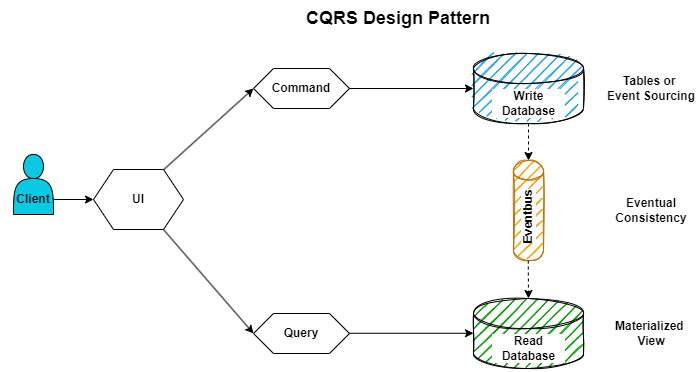 CQRS Design Pattern
Command
Write
Database
Tables or
Event Sourcing
Client
UI
Eventbus
Eventual
Consistency
Query
Read
Database
Materialized
View